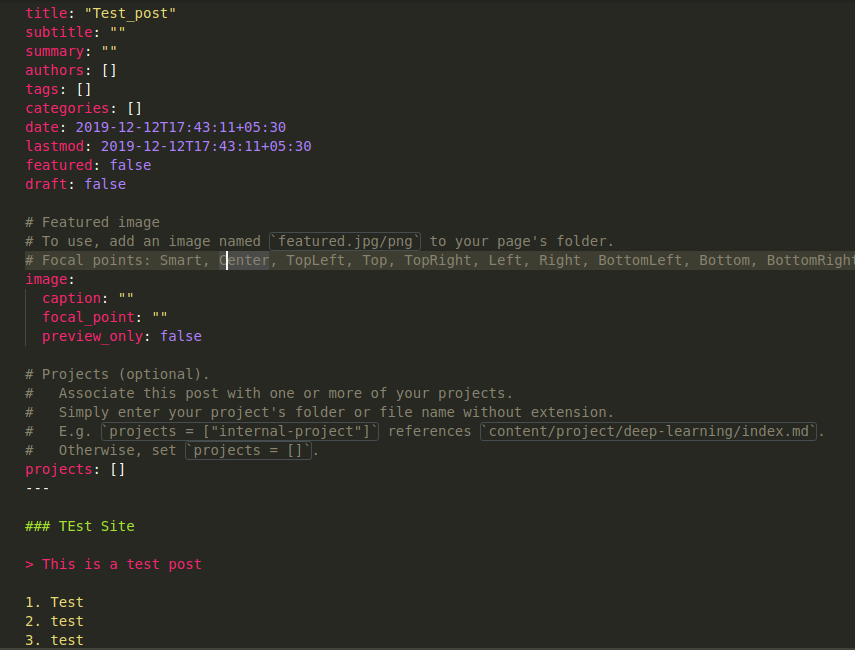 title: "Test_post"
subtitle: ""
summary: ""
authors: []
tags: []
categories: []
date: 2019-12-12T17:43:11+05:30
lastmod: 2019-12-12T17:43:11+05:30
featured: false
draft: false
# Featured image
# To use, add an image named `featured.jpg/png` to your page's folder.
# Focal points: Smart, Center, TopLeft, Top, TopRight, Left, Right, BottomLeft, Bottom, BottomRight
image:
  caption: ""
  focal_point: ""
  preview_only: false
# Projects (optional).
#   Associate this post with one or more of your projects.
#   Simply enter your project's folder or file name without extension.
#   E.g. `projects = ["internal-project"]` references `content/project/deep-learning/index.md`.
#   Otherwise, set `projects = []`.
projects: []
---
### TEst Site
> This is a test post
1. Test
2. test
3. test